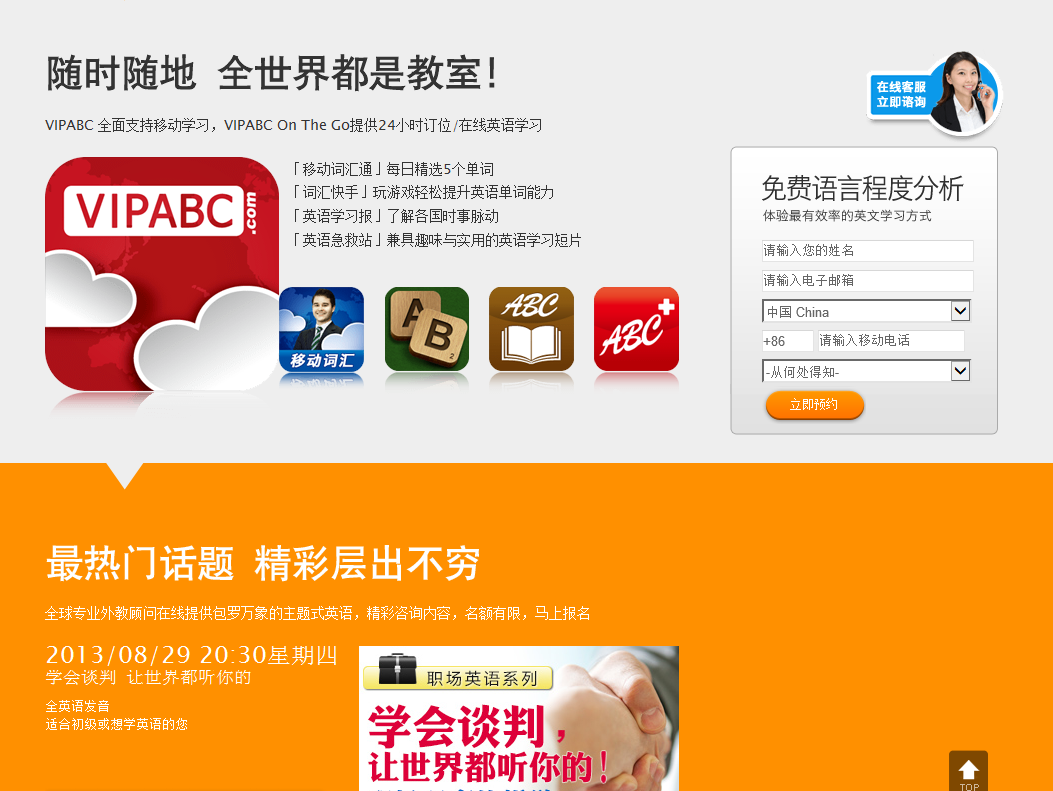 随时随地 全世界都是教室!
在线客服
立即谘询
VIPABC 全面支持移动学习，VIPABC On The Go提供24小时订位/在线英语学习
VIPABC.com
「移动词汇通」每日精选5个单词
「词汇快手」玩游戏轻松提升英语单词能力
「英语学习报」了解各国时事脉动
「英语急救站」兼具趣味与实用的英语学习短片
移动词汇
A B 2
ABC
ABC
免费语言程度分析
体验最有效率的英文学习方式
请输入您的姓名
请输入电子邮箱
中国 China
+86 请输入移动电话
-从何处得知-
立即预约
最热门话题 精彩层出不穷
全球专业外教顾问在线提供包罗万象的主题式英语，精彩咨询内容，名额有限，马上报名
2013/08/29 20:30星期四
学会谈判 让世界都听你的
全英语发音
适合初级或想学英语的您
职场英语系列
学会谈判，
让世界都听你的!
TOP